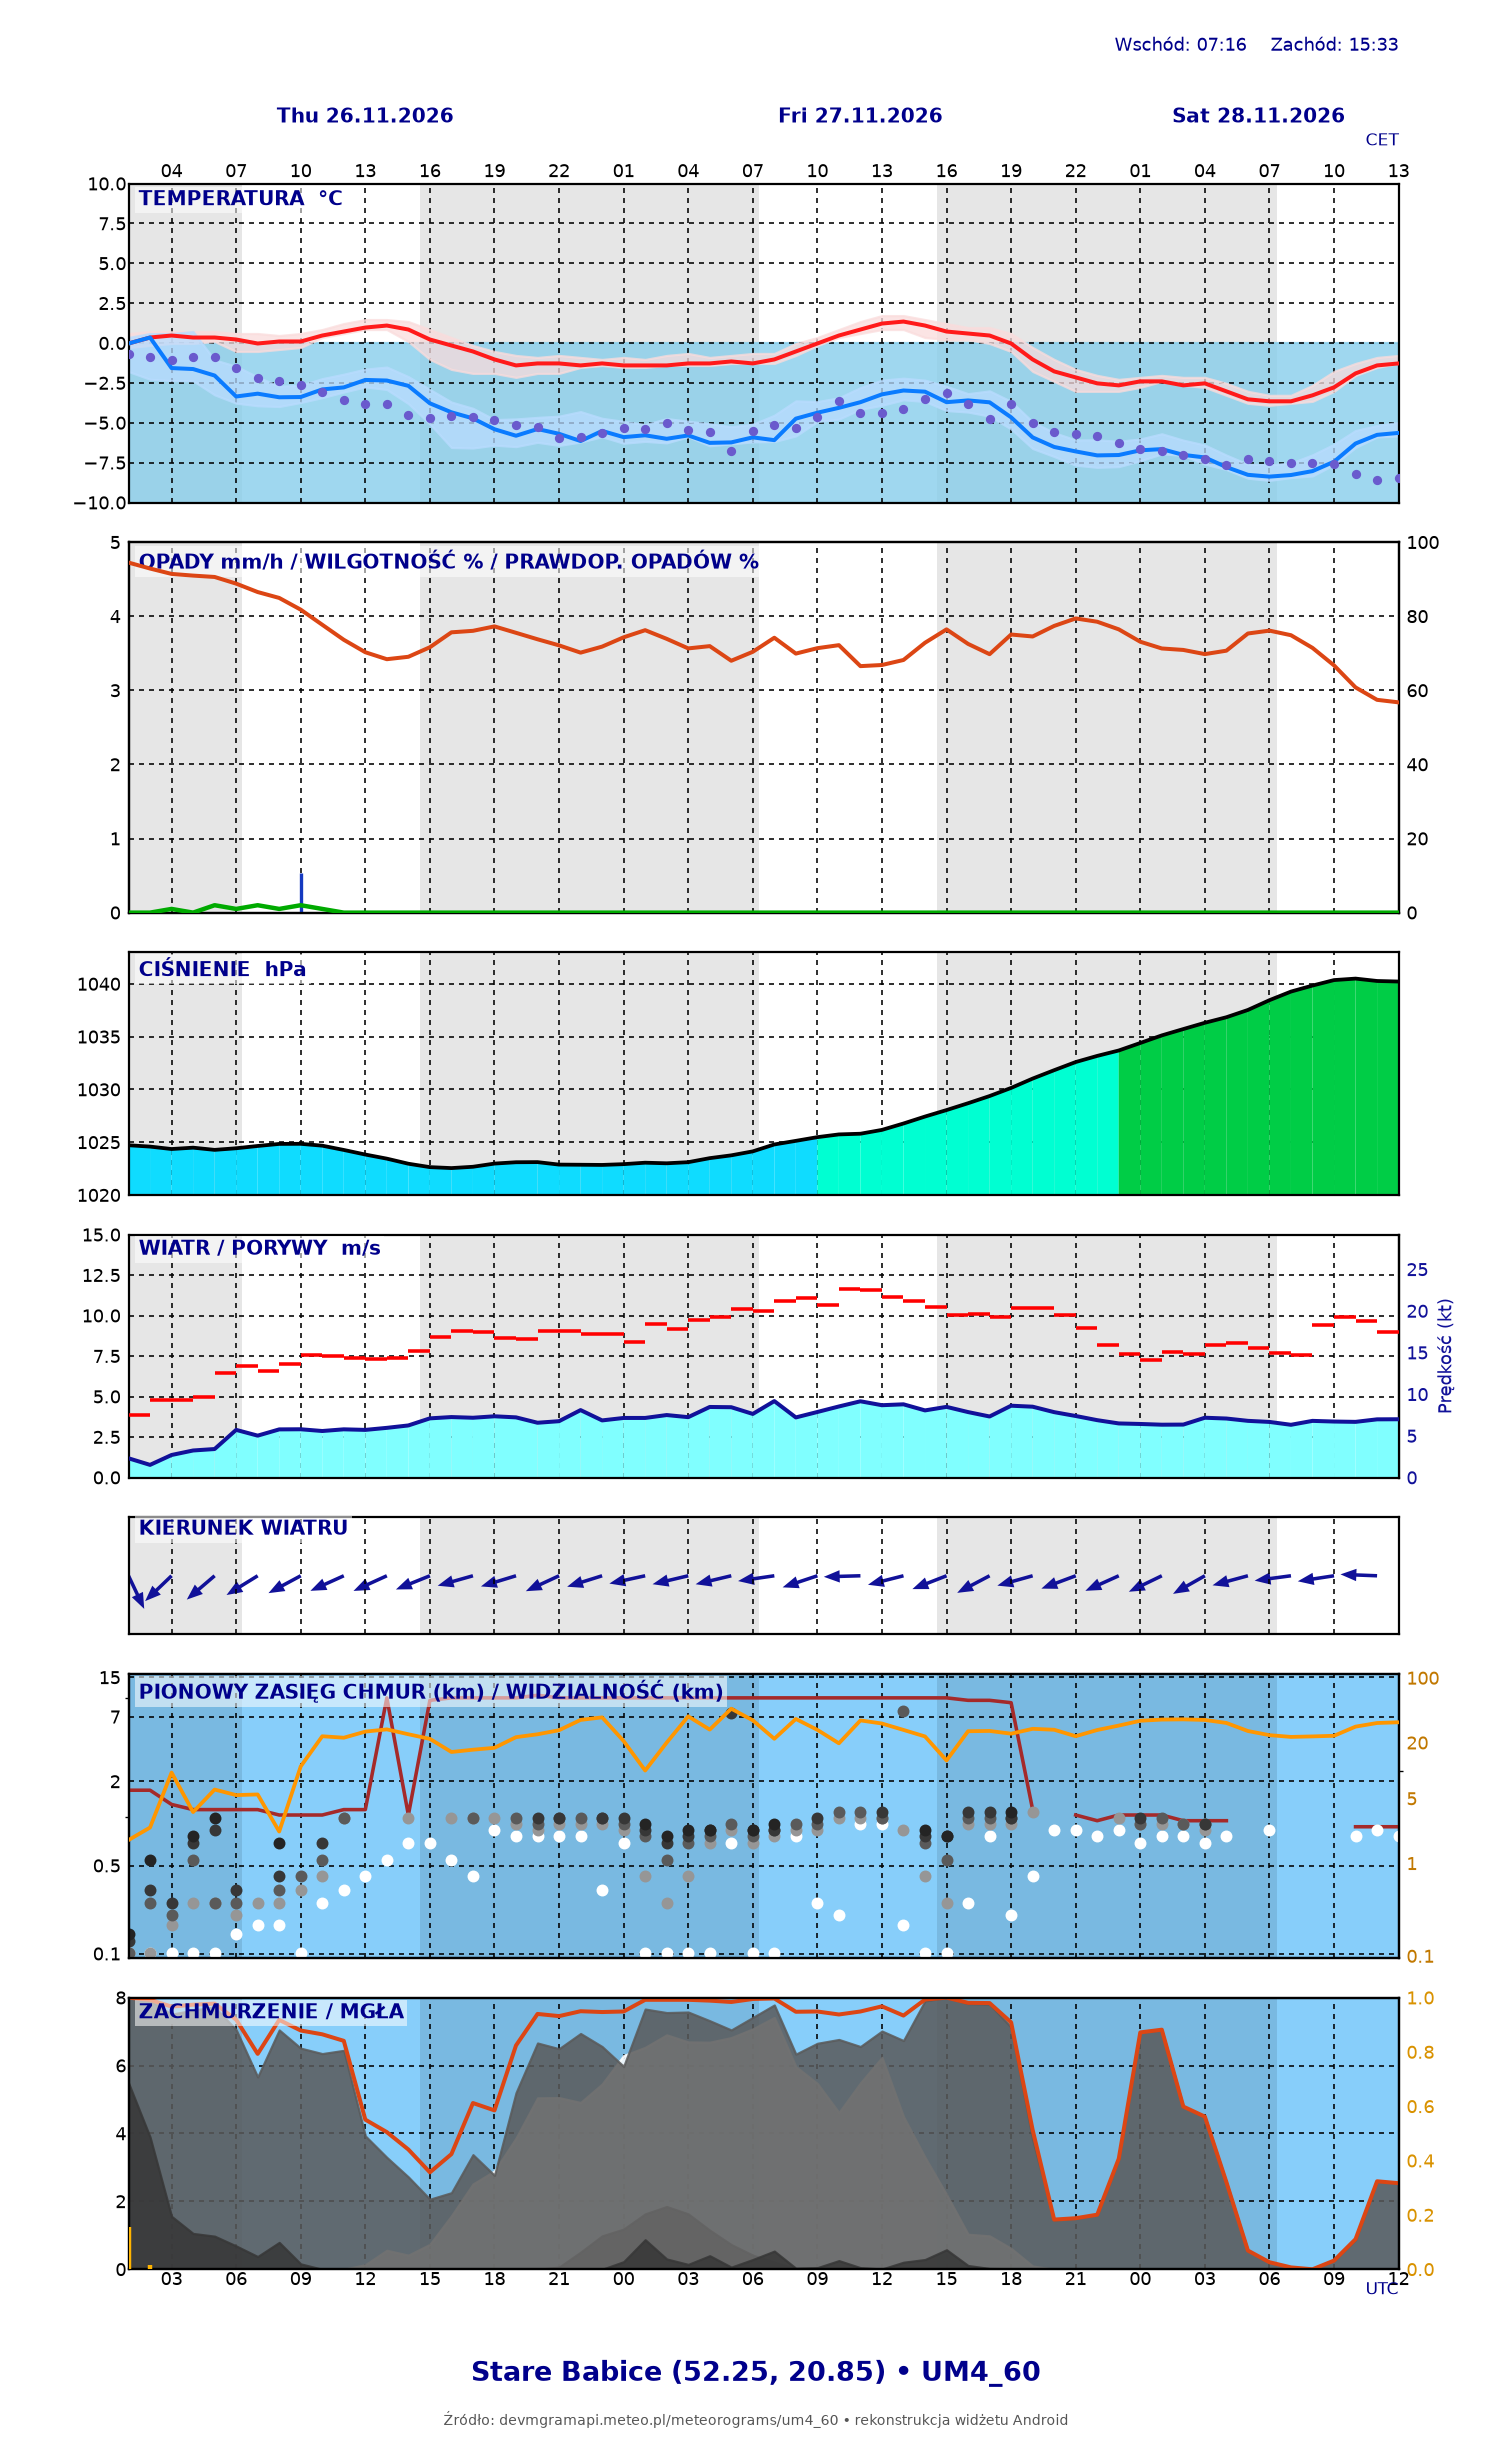 Wschód: 07:16 Zachód: 15:33
Thu 26.11.2026 Fri 27.11.2026 Sat 28.11.2026
CET
04 07 10 13 16 19 22 01 04 07 10 13 16 19 22 01 04 07 10 13
TEMPERATURA °C
10.0
7.5
5.0
2.5
0.0
−2.5
−5.0
−7.5
−10.0
OPADY mm/h / WILGOTNOŚĆ % / PRAWDOP. OPADÓW %
5 100
4 80
3 60
2 40
1 20
0 0
CIŚNIENIE hPa
1040
1035
1030
1025
1020
WIATR / PORYWY m/s
15.0
12.5 25
10.0 20
7.5 15
5.0 10
2.5 5
0.0 0
Prędkość (kt)
KIERUNEK WIATRU
PIONOWY ZASIĘG CHMUR (km) / WIDZIALNOŚĆ (km)
15 100
7 20
2 5
0.5 1
0.1 0.1
ZACHMURZENIE / MGŁA
8 1.0
6 0.8
0.6
4 0.4
2 0.2
0 0.0
03 06 09 12 15 18 21 00 03 06 09 12 15 18 21 00 03 06 09 12
UTC
Stare Babice (52.25, 20.85) • UM4_60
Źródło: devmgramapi.meteo.pl/meteorograms/um4_60 • rekonstrukcja widżetu Android